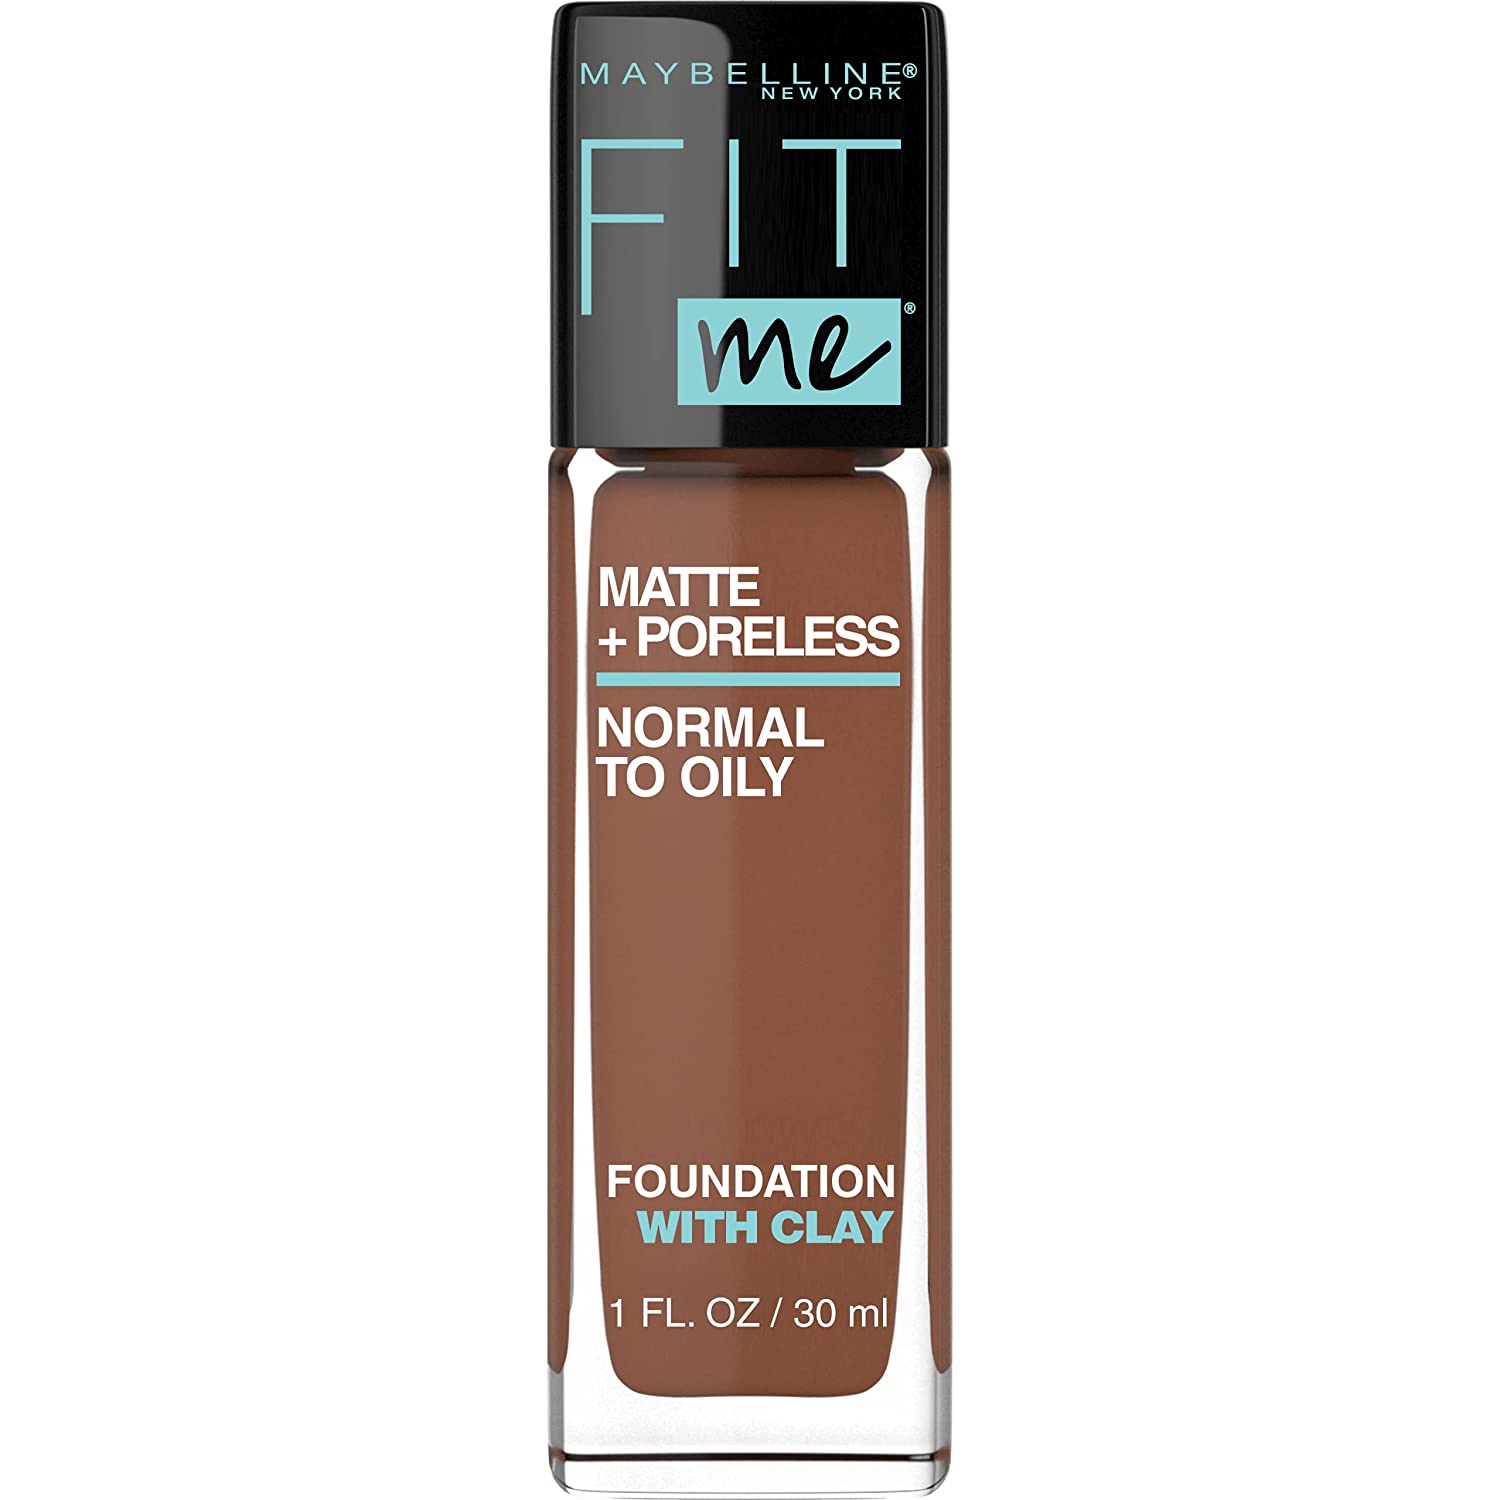 MAYBELLINE®
NEW YORK
FIT
me®
MATTE
+ PORELESS
NORMAL
TO OILY
FOUNDATION
WITH CLAY
1 FL. OZ / 30 ml